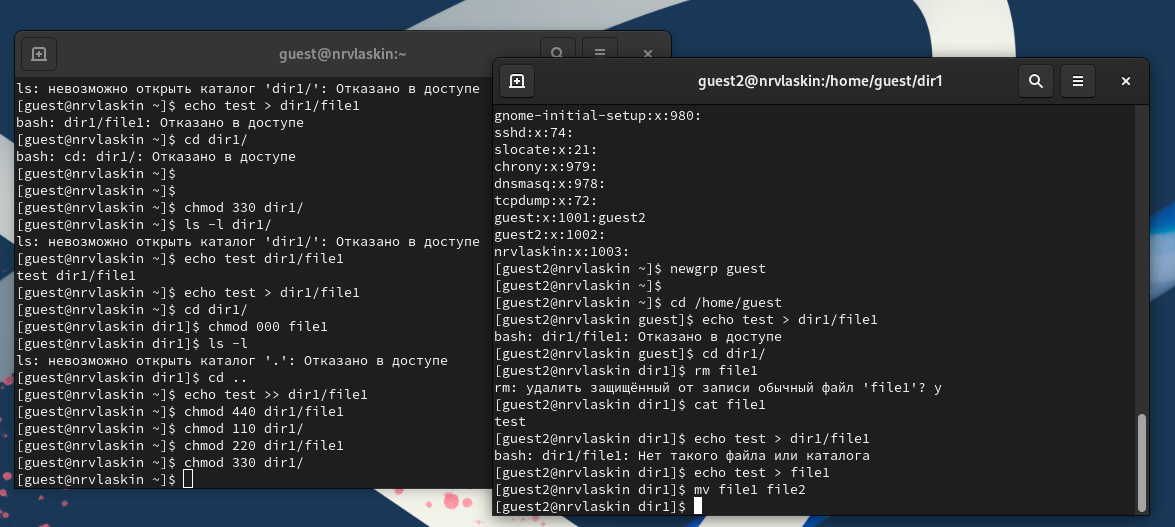 guest@nrvlaskin:~
ls: невозможно открыть каталог 'dir1/': Отказано в доступе
[guest@nrvlaskin ~]$ echo test > dir1/file1
bash: dir1/file1: Отказано в доступе
[guest@nrvlaskin ~]$ cd dir1/
bash: cd: dir1/: Отказано в доступе
[guest@nrvlaskin ~]$
[guest@nrvlaskin ~]$
[guest@nrvlaskin ~]$ chmod 330 dir1/
[guest@nrvlaskin ~]$ ls -l dir1/
ls: невозможно открыть каталог 'dir1/': Отказано в доступе
[guest@nrvlaskin ~]$ echo test dir1/file1
test dir1/file1
[guest@nrvlaskin ~]$ echo test > dir1/file1
[guest@nrvlaskin ~]$ cd dir1/
[guest@nrvlaskin dir1]$ chmod 000 file1
[guest@nrvlaskin dir1]$ ls -l
ls: невозможно открыть каталог '.': Отказано в доступе
[guest@nrvlaskin dir1]$ cd ..
[guest@nrvlaskin ~]$ echo test >> dir1/file1
[guest@nrvlaskin ~]$ chmod 440 dir1/file1
[guest@nrvlaskin ~]$ chmod 110 dir1/
[guest@nrvlaskin ~]$ chmod 220 dir1/file1
[guest@nrvlaskin ~]$ chmod 330 dir1/
[guest@nrvlaskin ~]$
guest2@nrvlaskin:/home/guest/dir1
gnome-initial-setup:x:980:
sshd:x:74:
slocate:x:21:
chrony:x:979:
dnsmasq:x:978:
tcpdump:x:72:
guest:x:1001:guest2
guest2:x:1002:
nrvlaskin:x:1003:
[guest2@nrvlaskin ~]$ newgrp guest
[guest2@nrvlaskin ~]$
[guest2@nrvlaskin ~]$ cd /home/guest
[guest2@nrvlaskin guest]$ echo test > dir1/file1
bash: dir1/file1: Отказано в доступе
[guest2@nrvlaskin guest]$ cd dir1/
[guest2@nrvlaskin dir1]$ rm file1
rm: удалить защищённый от записи обычный файл 'file1'? y
[guest2@nrvlaskin dir1]$ cat file1
test
[guest2@nrvlaskin dir1]$ echo test > dir1/file1
bash: dir1/file1: Нет такого файла или каталога
[guest2@nrvlaskin dir1]$ echo test > file1
[guest2@nrvlaskin dir1]$ mv file1 file2
[guest2@nrvlaskin dir1]$